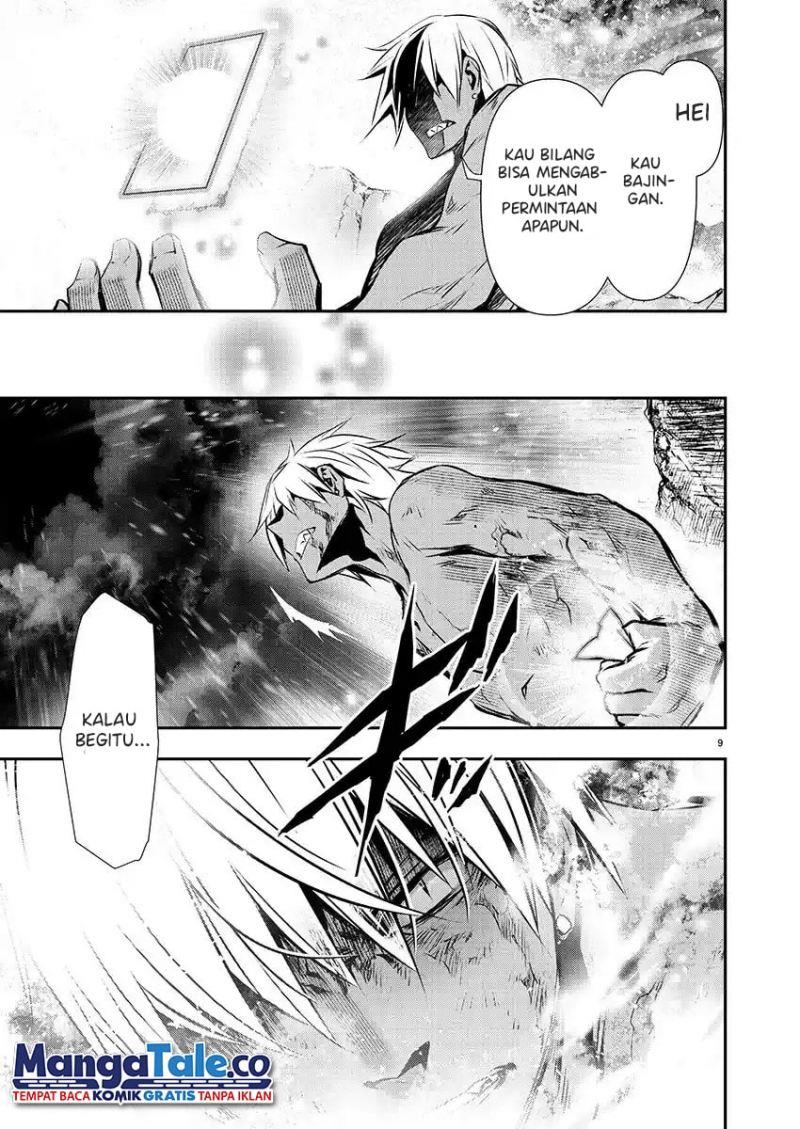 HEI
KAU
BAJIN-
GAN.
KAU BILANG
BISA MENGAB-
ULKAN
PERMINTAAN
APAPUN.
KALAU
BEGITU...
9
MangaTale.co
TEMPAT BACA KOMIK GRATIS TANPA IKLAN